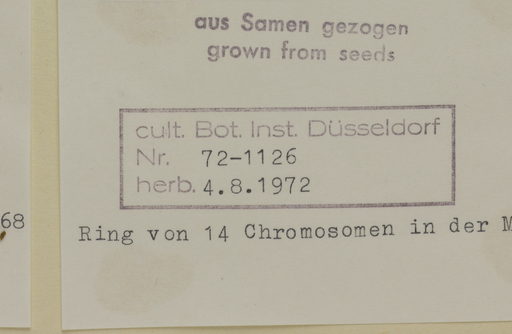 aus Samen gezogen
grown from seeds
cult. Bot. Inst. Düsseldorf
Nr. 72-1126
herb. 4.8.1972
68
Ring von 14 Chromosomen in der M